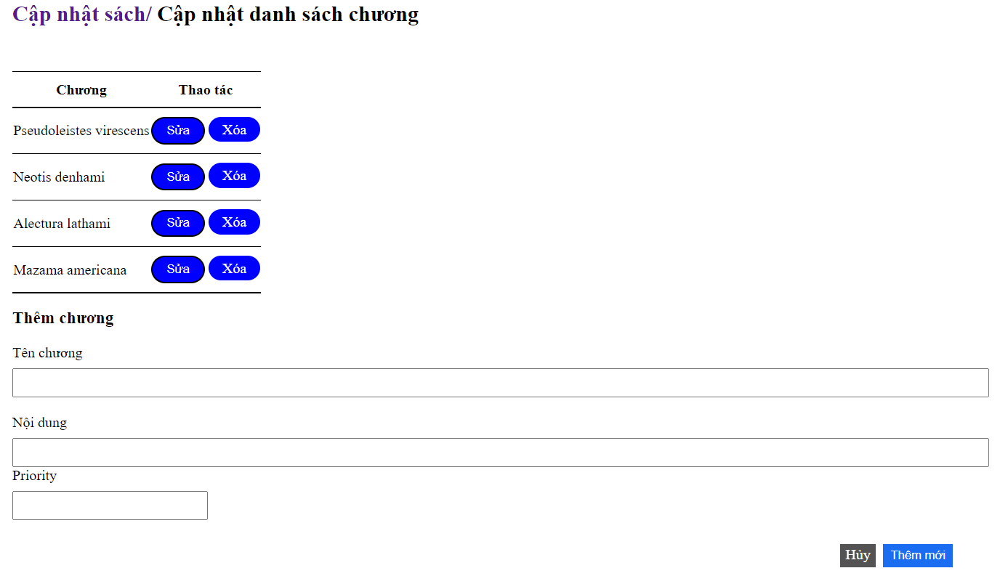 Cập nhật sách/ Cập nhật danh sách chương
Chương Thao tác
Pseudoleistes virescens Sửa Xóa
Neotis denhami Sửa Xóa
Alectura lathami Sửa Xóa
Mazama americana Sửa Xóa
Thêm chương
Tên chương
Nội dung
Priority
Hủy Thêm mới